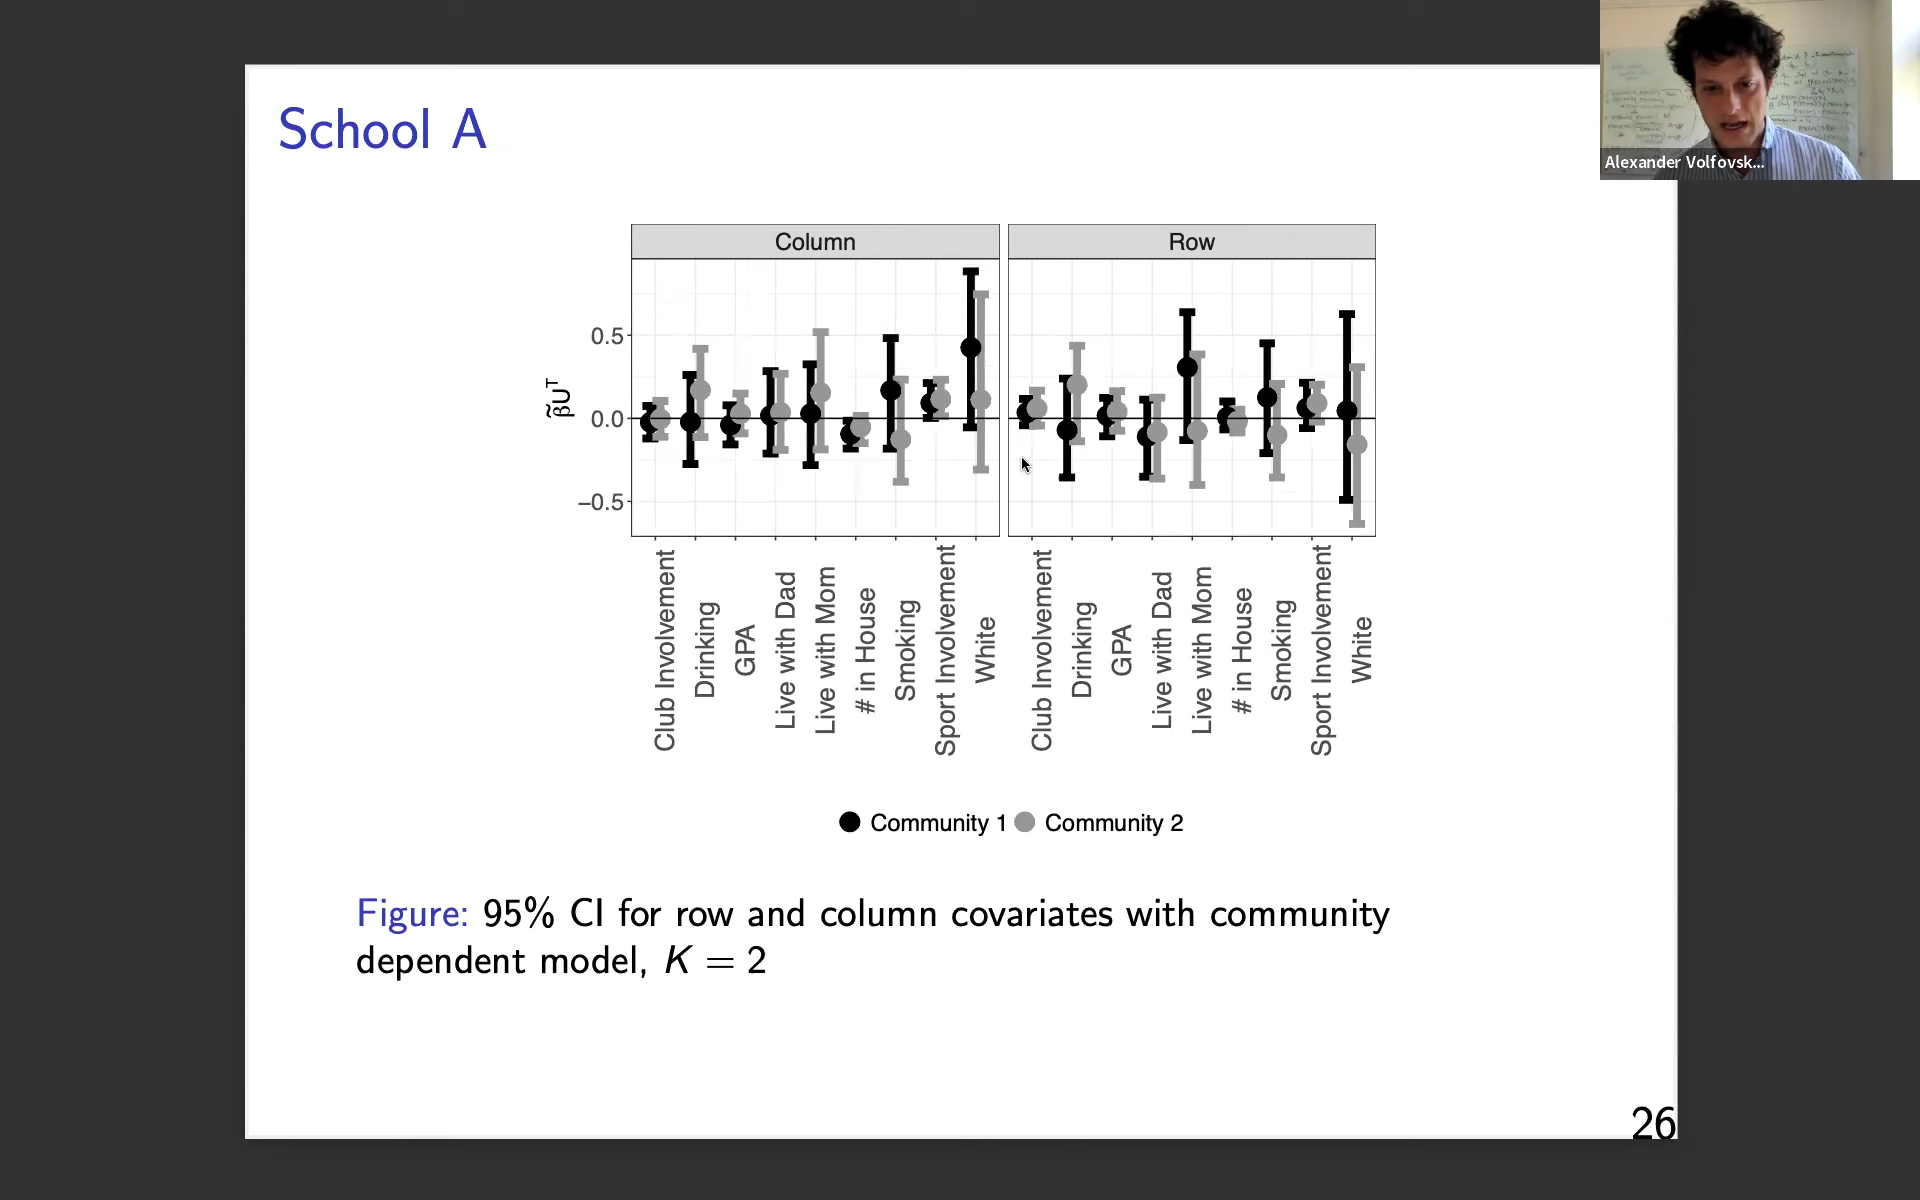 School A
Alexander Volfovsk...
Column
Row
β̃Uᵀ
0.5
0.0
−0.5
Club Involvement
Drinking
GPA
Live with Dad
Live with Mom
# in House
Smoking
Sport Involvement
White
Club Involvement
Drinking
GPA
Live with Dad
Live with Mom
# in House
Smoking
Sport Involvement
White
Community 1 Community 2
Figure: 95% CI for row and column covariates with community
dependent model, K = 2
26